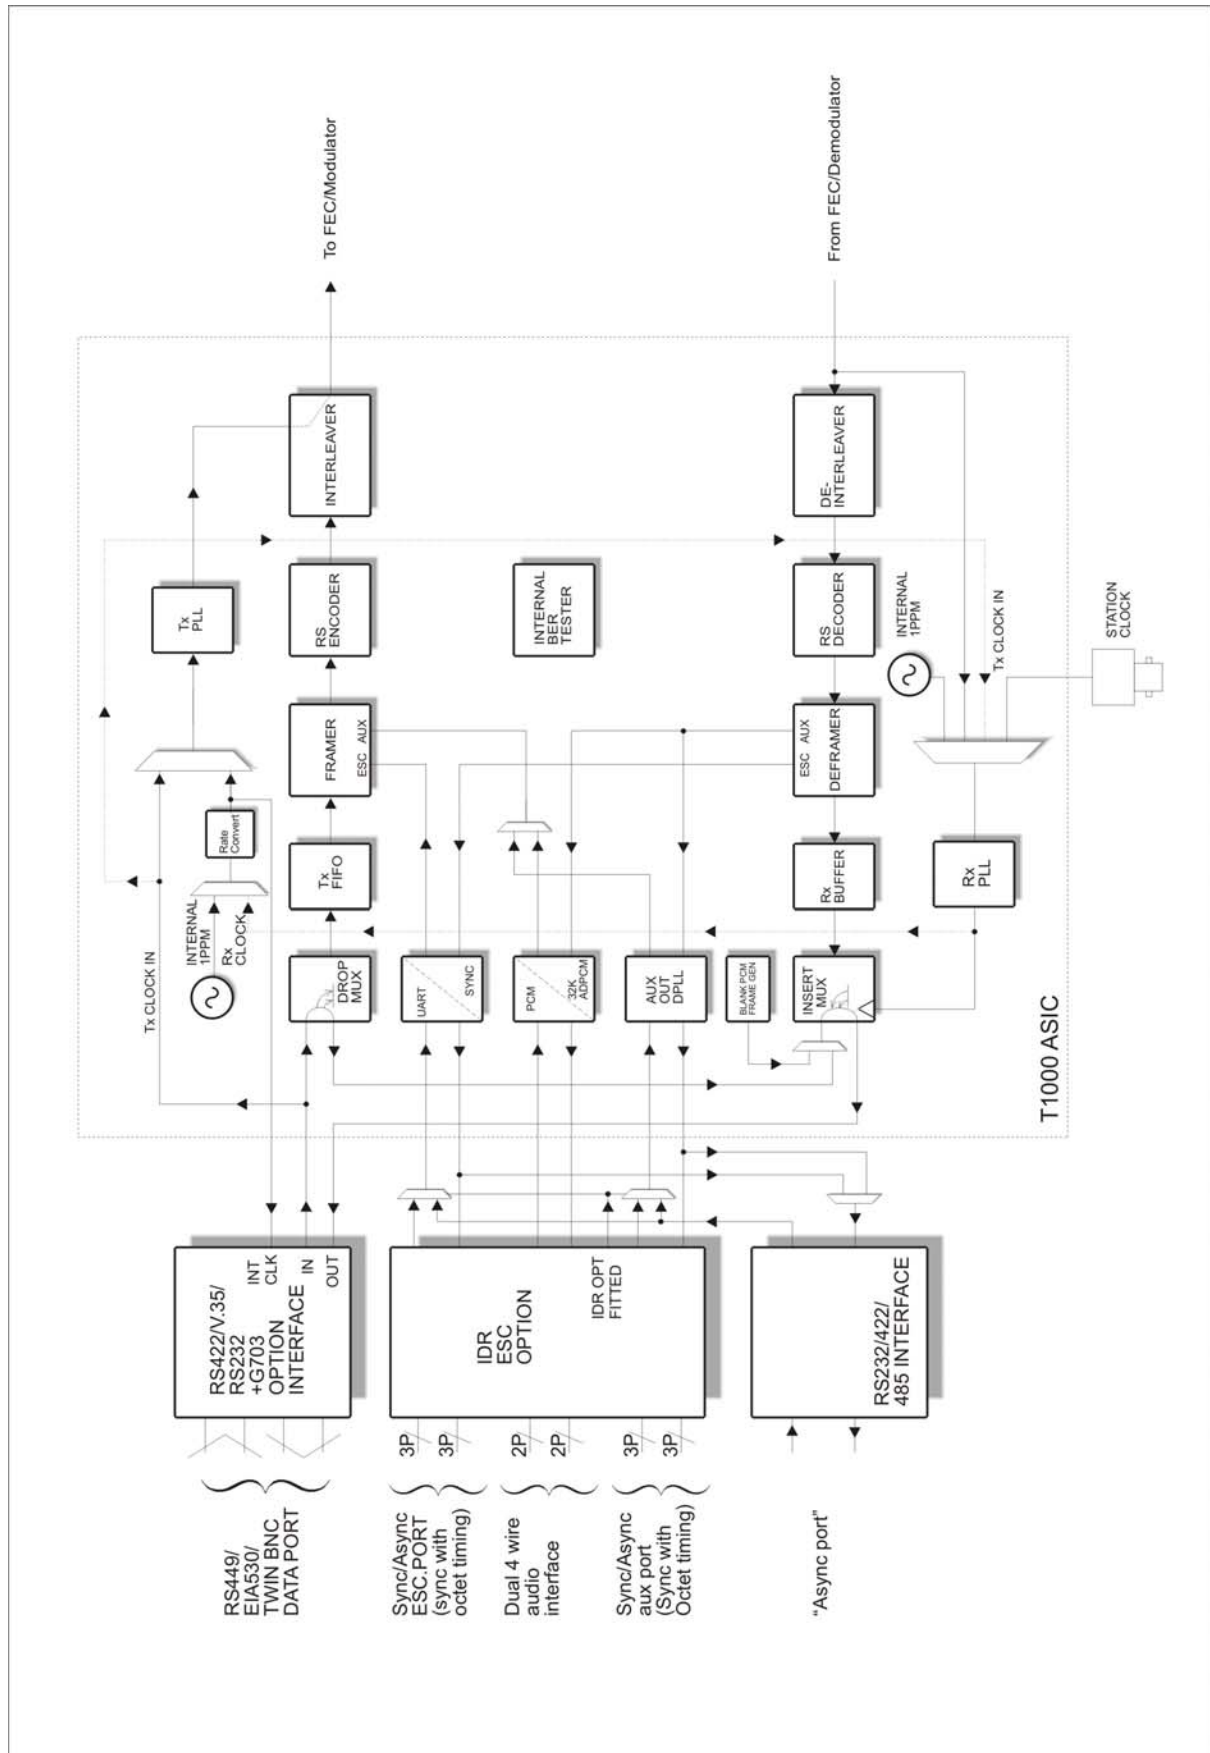 To FEC/Modulator
From FEC/Demodulator
INTERLEAVER
DE-
INTERLEAVER
Tx
PLL
RS
ENCODER
INTERNAL
BER
TESTER
RS
DECODER
INTERNAL
1PPM
Tx CLOCK IN
STATION
CLOCK
FRAMER
ESC AUX
ESC AUX
DEFRAMER
Rate
Convert
Tx
FIFO
Rx
BUFFER
Rx
PLL
Tx CLOCK IN
INTERNAL
1PPM
Rx
CLOCK
DROP
MUX
UART
SYNC
PCM
32K
ADPCM
AUX
OUT
DPLL
BLANK PCM
FRAME GEN
INSERT
MUX
T1000 ASIC
RS422/V.35/
RS232
+G703
OPTION
INTERFACE
INT
CLK
IN
OUT
IDR
ESC
OPTION
IDR OPT
FITTED
RS232/422/
485 INTERFACE
3P
3P
2P
2P
3P
3P
RS449/
EIA530/
TWIN BNC
DATA PORT
Sync/Async
ESC.PORT
(sync with
octet timing)
Dual 4 wire
audio
interface
Sync/Async
aux port
(Sync with
Octet timing)
"Async port"